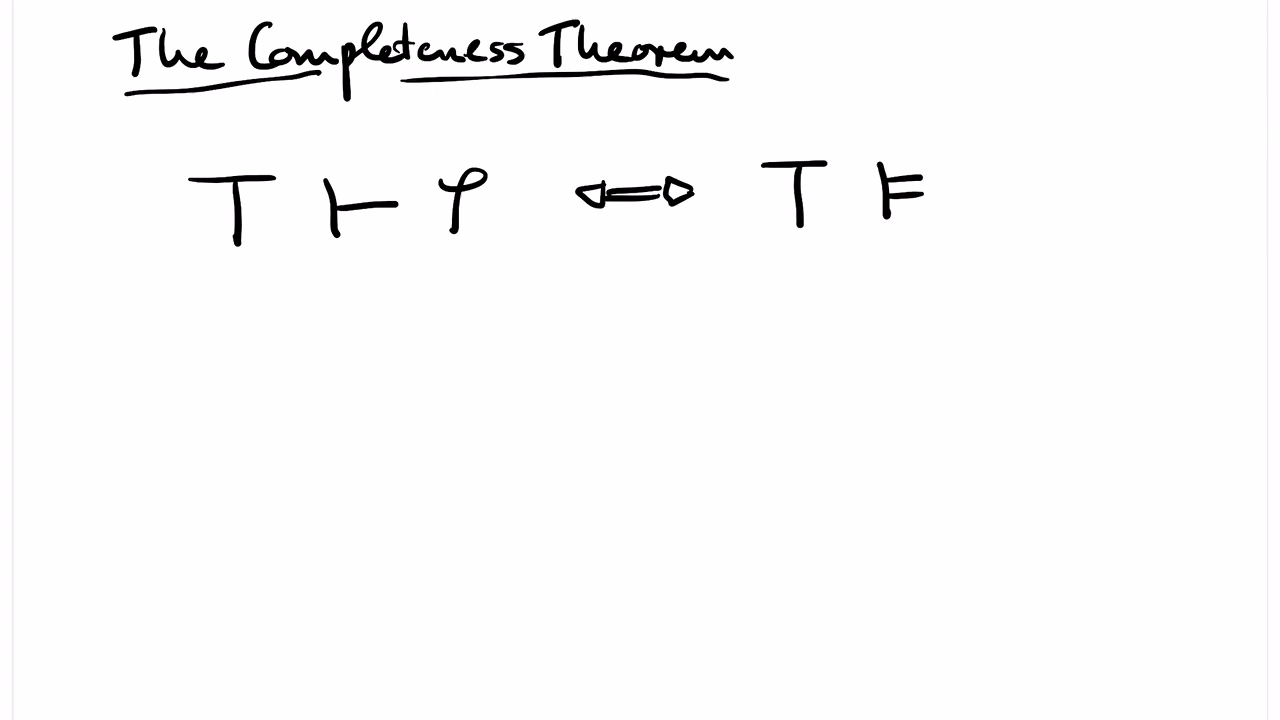 The Completeness Theorem
T ⊢ φ ⟺ T ⊨